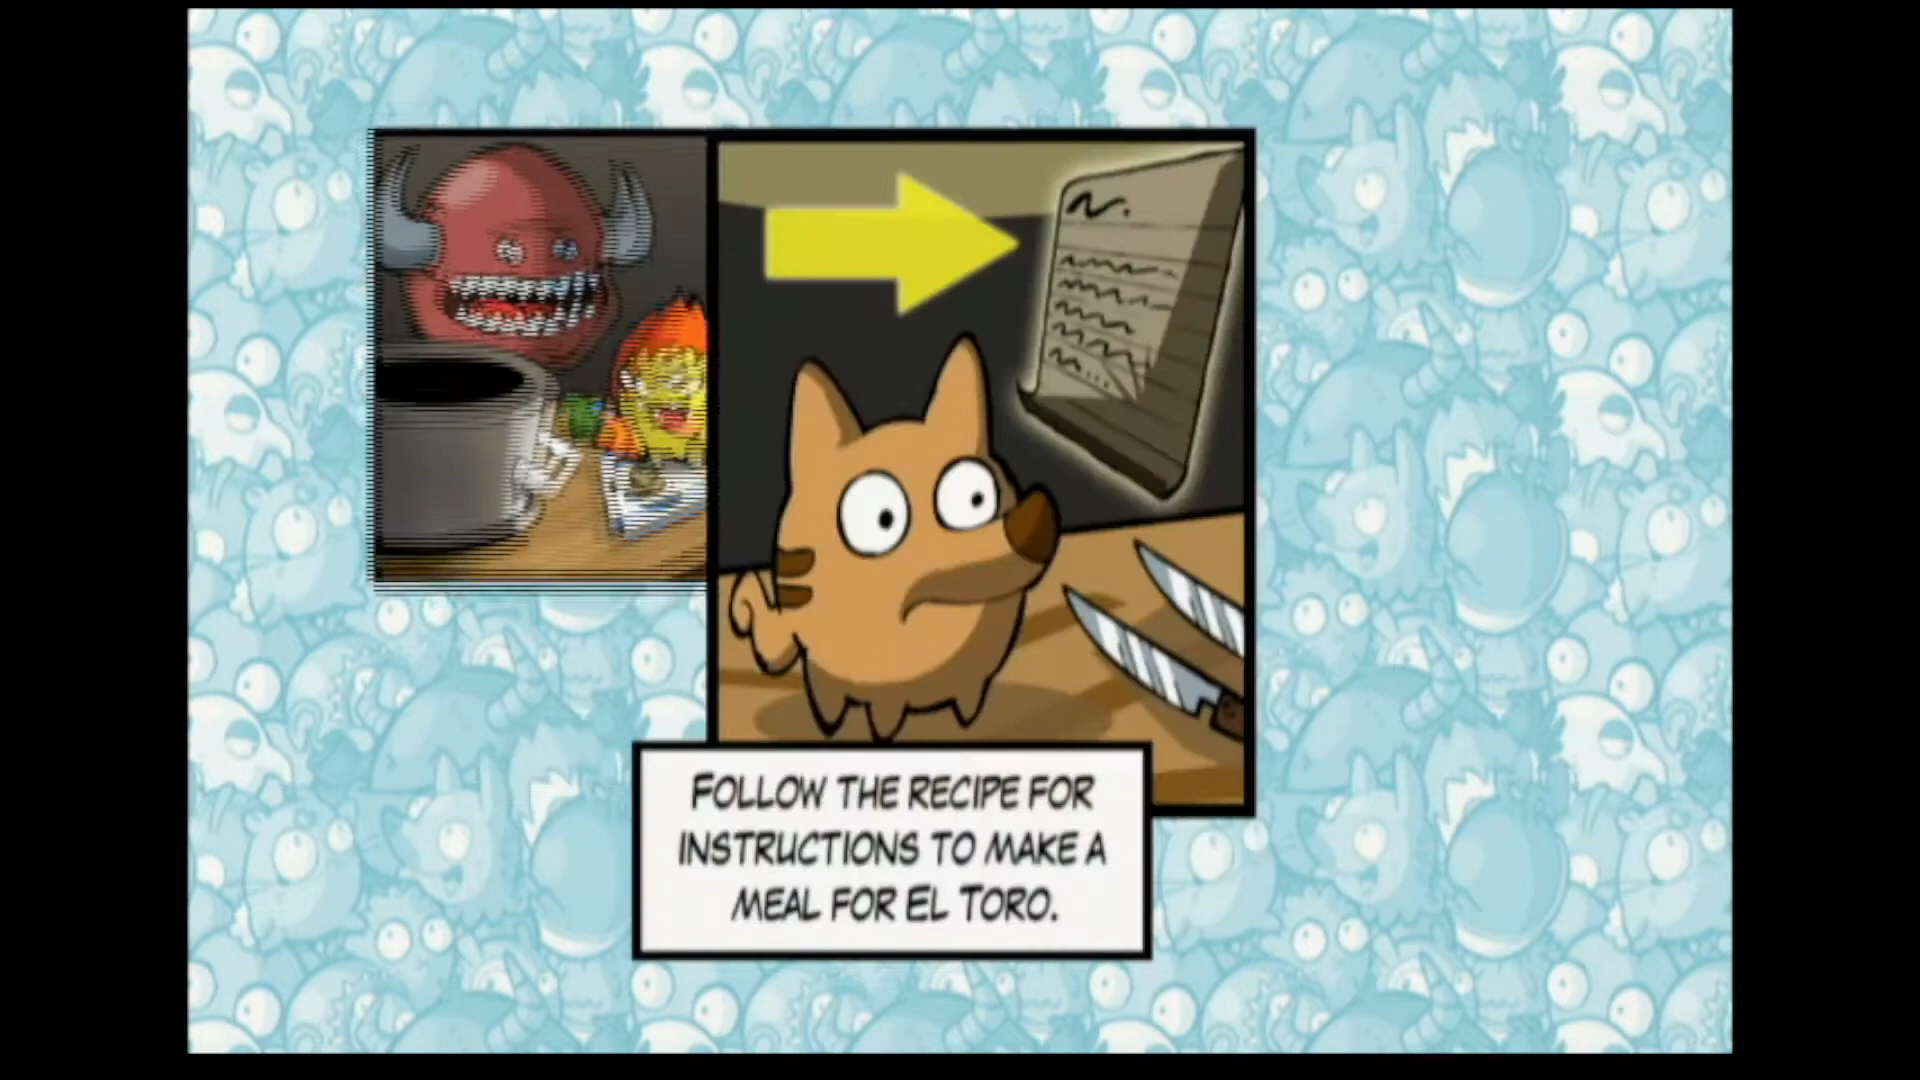 FOLLOW THE RECIPE FOR
INSTRUCTIONS TO MAKE A
MEAL FOR EL TORO.